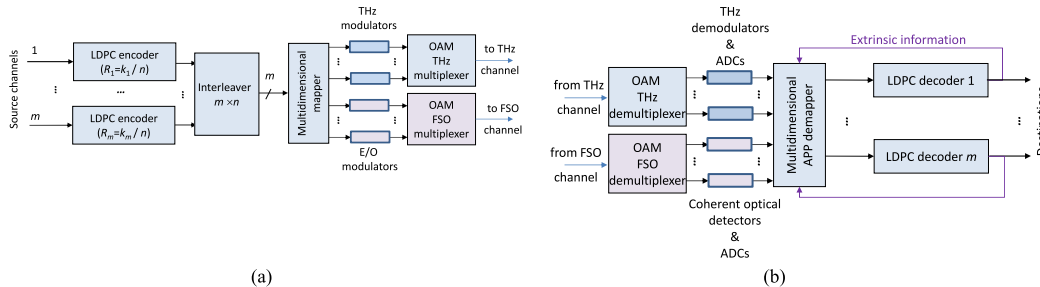 Source channels
1
LDPC encoder
(R1=k1/ n)
...
...
m
LDPC encoder
(Rm=km/ n)
Interleaver
m ×n
m
Multidimensional
mapper
THz
modulators
...
...
E/O
modulators
OAM
THz
multiplexer
OAM
FSO
multiplexer
to THz
channel
to FSO
channel
(a)
from THz
channel
from FSO
channel
OAM
THz
demultiplexer
OAM
FSO
demultiplexer
THz
demodulators
&
ADCs
Coherent optical
detectors
&
ADCs
Multidimensional
APP demapper
Extrinsic information
LDPC decoder 1
...
...
LDPC decoder m
(b)